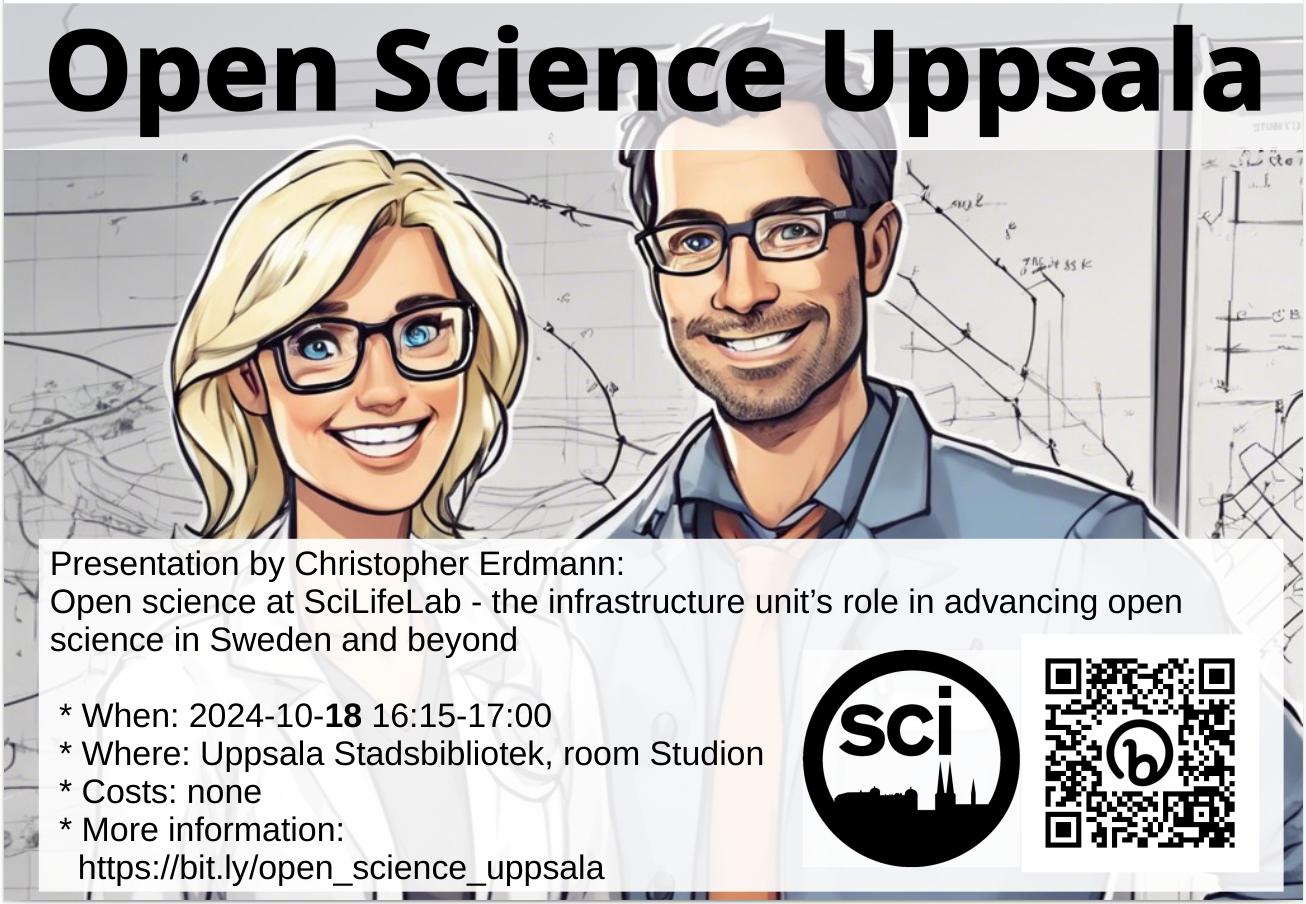 Open Science Uppsala
Presentation by Christopher Erdmann:
Open science at SciLifeLab - the infrastructure unit’s role in advancing open
science in Sweden and beyond
* When: 2024-10-18 16:15-17:00
* Where: Uppsala Stadsbibliotek, room Studion
* Costs: none
* More information:
https://bit.ly/open_science_uppsala
sci
b